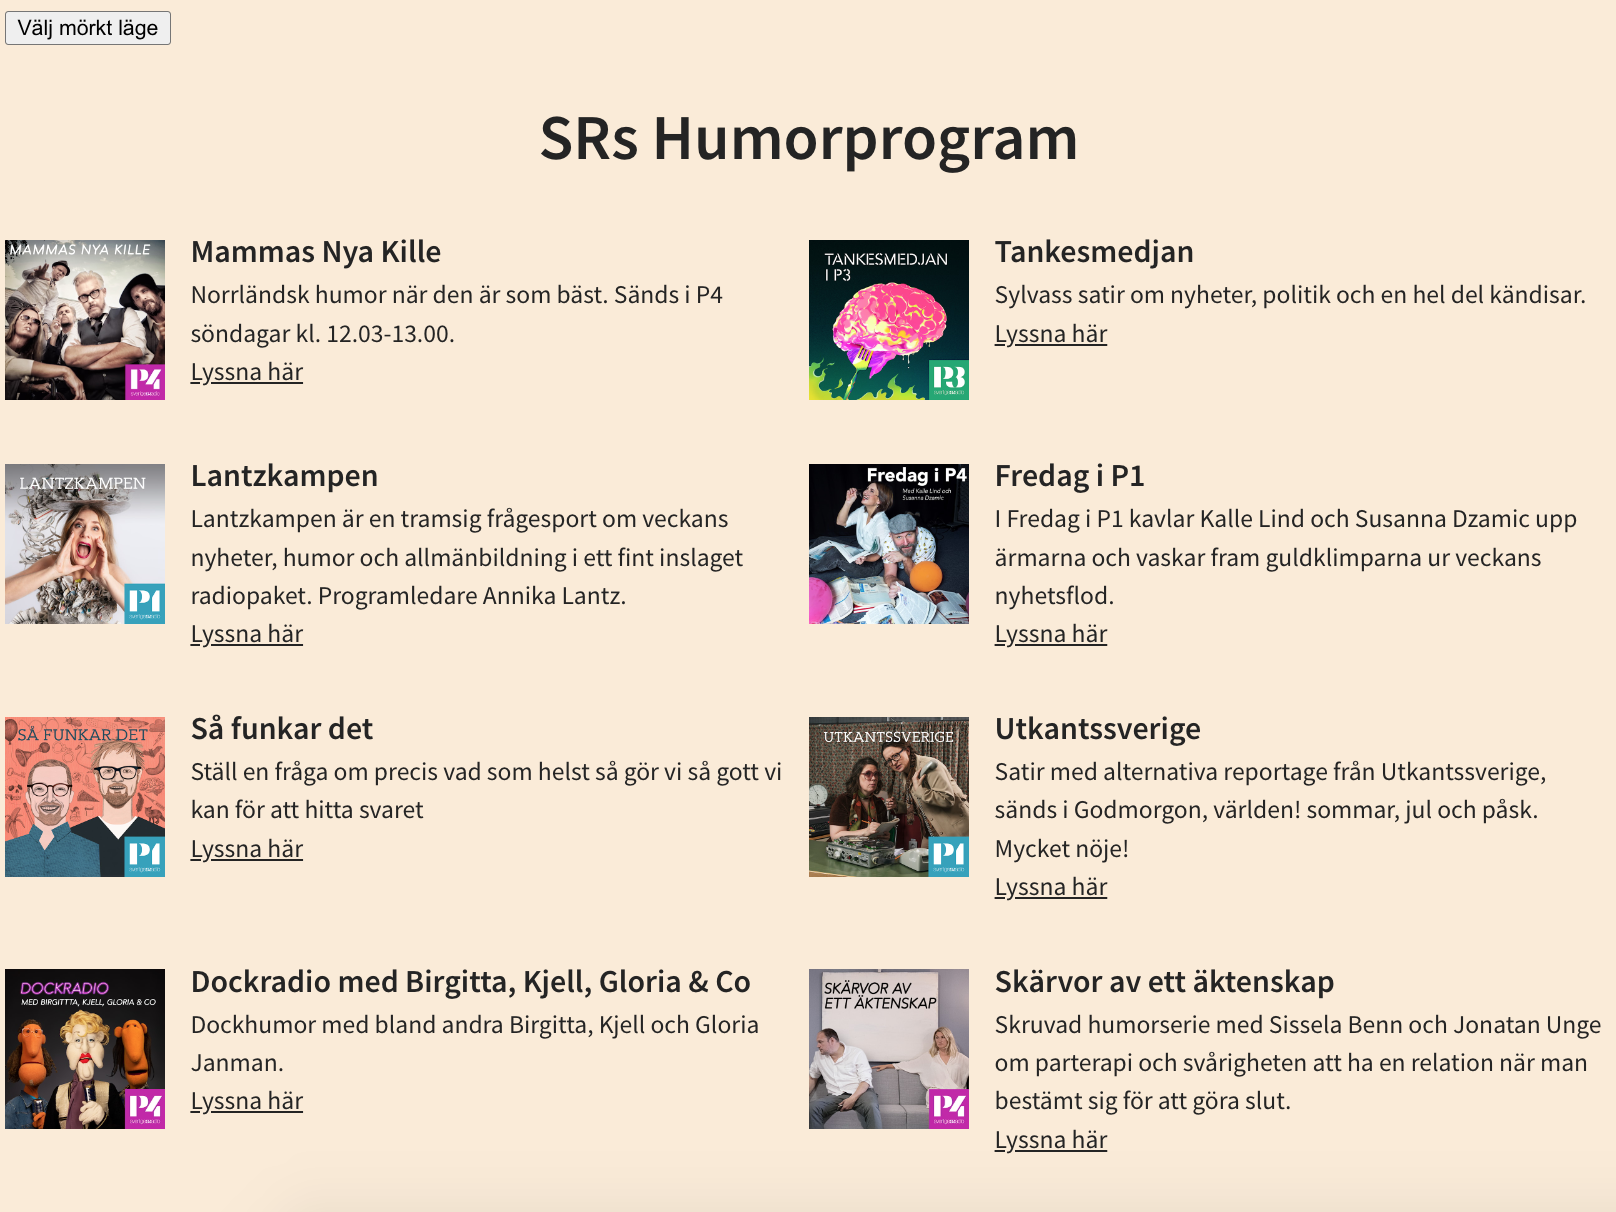 Välj mörkt läge
SRs Humorprogram
MAMMAS NYA KILLE
P4
Mammas Nya Kille
Norrländsk humor när den är som bäst. Sänds i P4
söndagar kl. 12.03-13.00.
Lyssna här
TANKESMEDJAN
I P3
P3
Tankesmedjan
Sylvass satir om nyheter, politik och en hel del kändisar.
Lyssna här
LANTZKAMPEN
P1
Lantzkampen
Lantzkampen är en tramsig frågesport om veckans
nyheter, humor och allmänbildning i ett fint inslaget
radiopaket. Programledare Annika Lantz.
Lyssna här
Fredag i P4
Med Kalle Lind och
Susanna Dzamic
Fredag i P1
I Fredag i P1 kavlar Kalle Lind och Susanna Dzamic upp
ärmarna och vaskar fram guldklimparna ur veckans
nyhetsflod.
Lyssna här
SÅ FUNKAR DET
P1
Så funkar det
Ställ en fråga om precis vad som helst så gör vi så gott vi
kan för att hitta svaret
Lyssna här
UTKANTSSVERIGE
P1
Utkantssverige
Satir med alternativa reportage från Utkantssverige,
sänds i Godmorgon, världen! sommar, jul och påsk.
Mycket nöje!
Lyssna här
DOCKRADIO
MED BIRGITTTA, KJELL, GLORIA & CO
P4
Dockradio med Birgitta, Kjell, Gloria & Co
Dockhumor med bland andra Birgitta, Kjell och Gloria
Janman.
Lyssna här
SKÄRVOR AV
ETT ÄKTENSKAP
P4
Skärvor av ett äktenskap
Skruvad humorserie med Sissela Benn och Jonatan Unge
om parterapi och svårigheten att ha en relation när man
bestämt sig för att göra slut.
Lyssna här